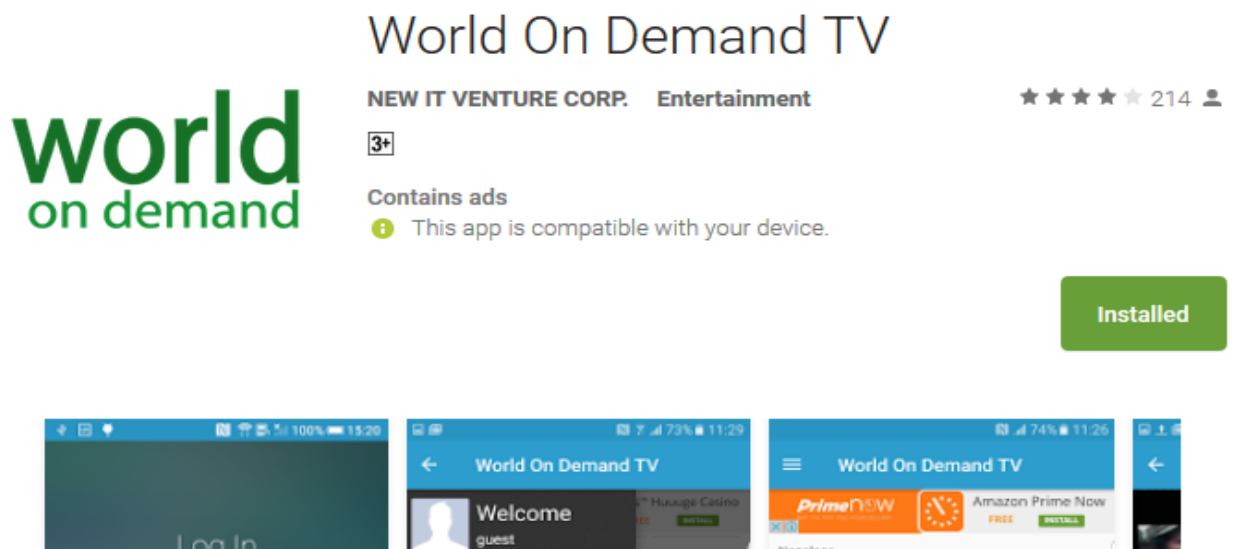 World On Demand TV
world
on demand
NEW IT VENTURE CORP. Entertainment
214
3+
Contains ads
This app is compatible with your device.
Installed
100% 15:20
Log In
73% 11:29
World On Demand TV
Huuuge Casino
INSTALL
Welcome
guest
74% 11:26
World On Demand TV
Prime now
Amazon Prime Now
FREE INSTALL